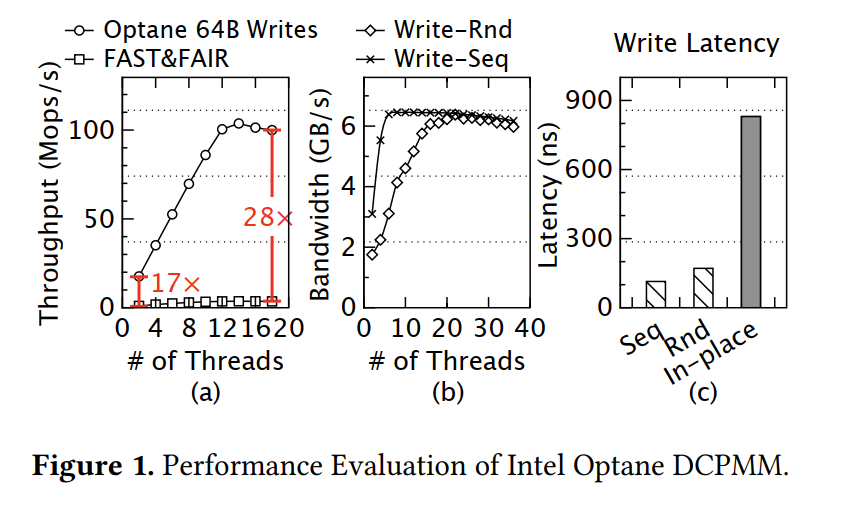 Optane 64B Writes
FAST&FAIR
Throughput (Mops/s)
100
50
0
28×
17×
0 4 8 12 16 20
# of Threads
(a)
Write-Rnd
Write-Seq
Bandwidth (GB/s)
6
4
2
0
0 10 20 30 40
# of Threads
(b)
Write Latency
Latency (ns)
900
600
300
0
Seq
Rnd
In-place
(c)
Figure 1. Performance Evaluation of Intel Optane DCPMM.